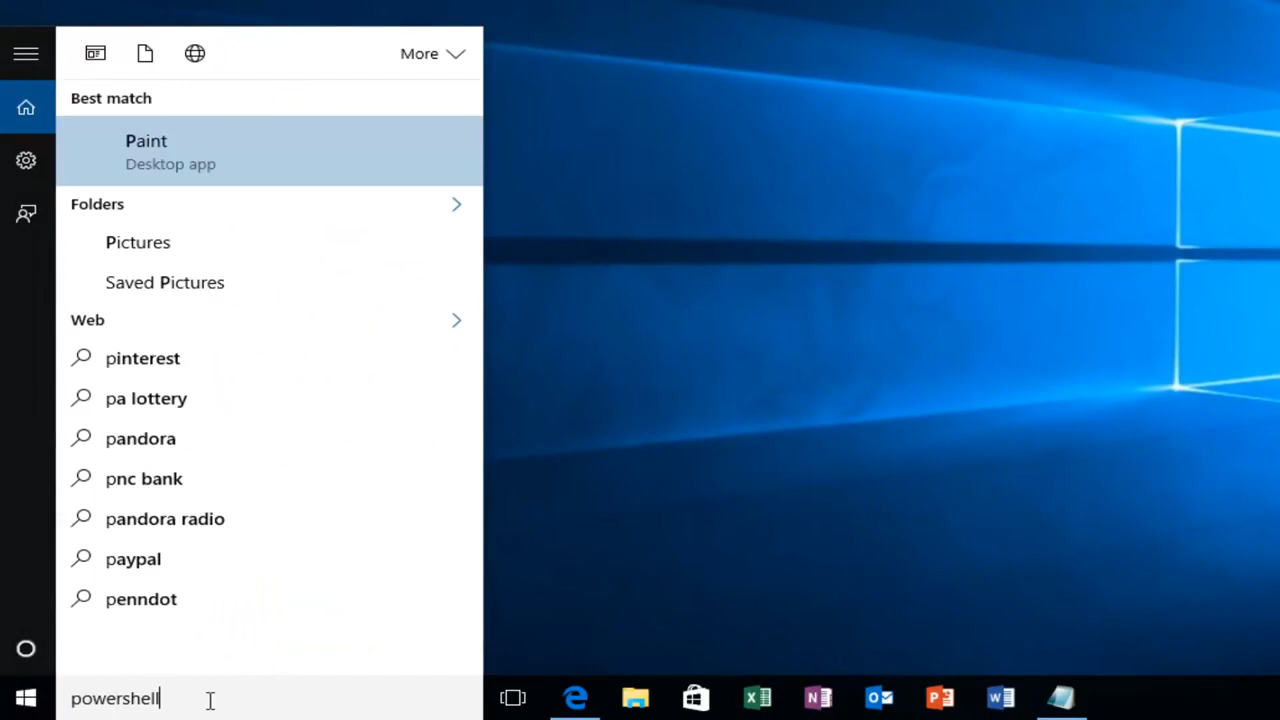 More
Best match
Paint
Desktop app
Folders
Pictures
Saved Pictures
Web
pinterest
pa lottery
pandora
pnc bank
pandora radio
paypal
penndot
powershell